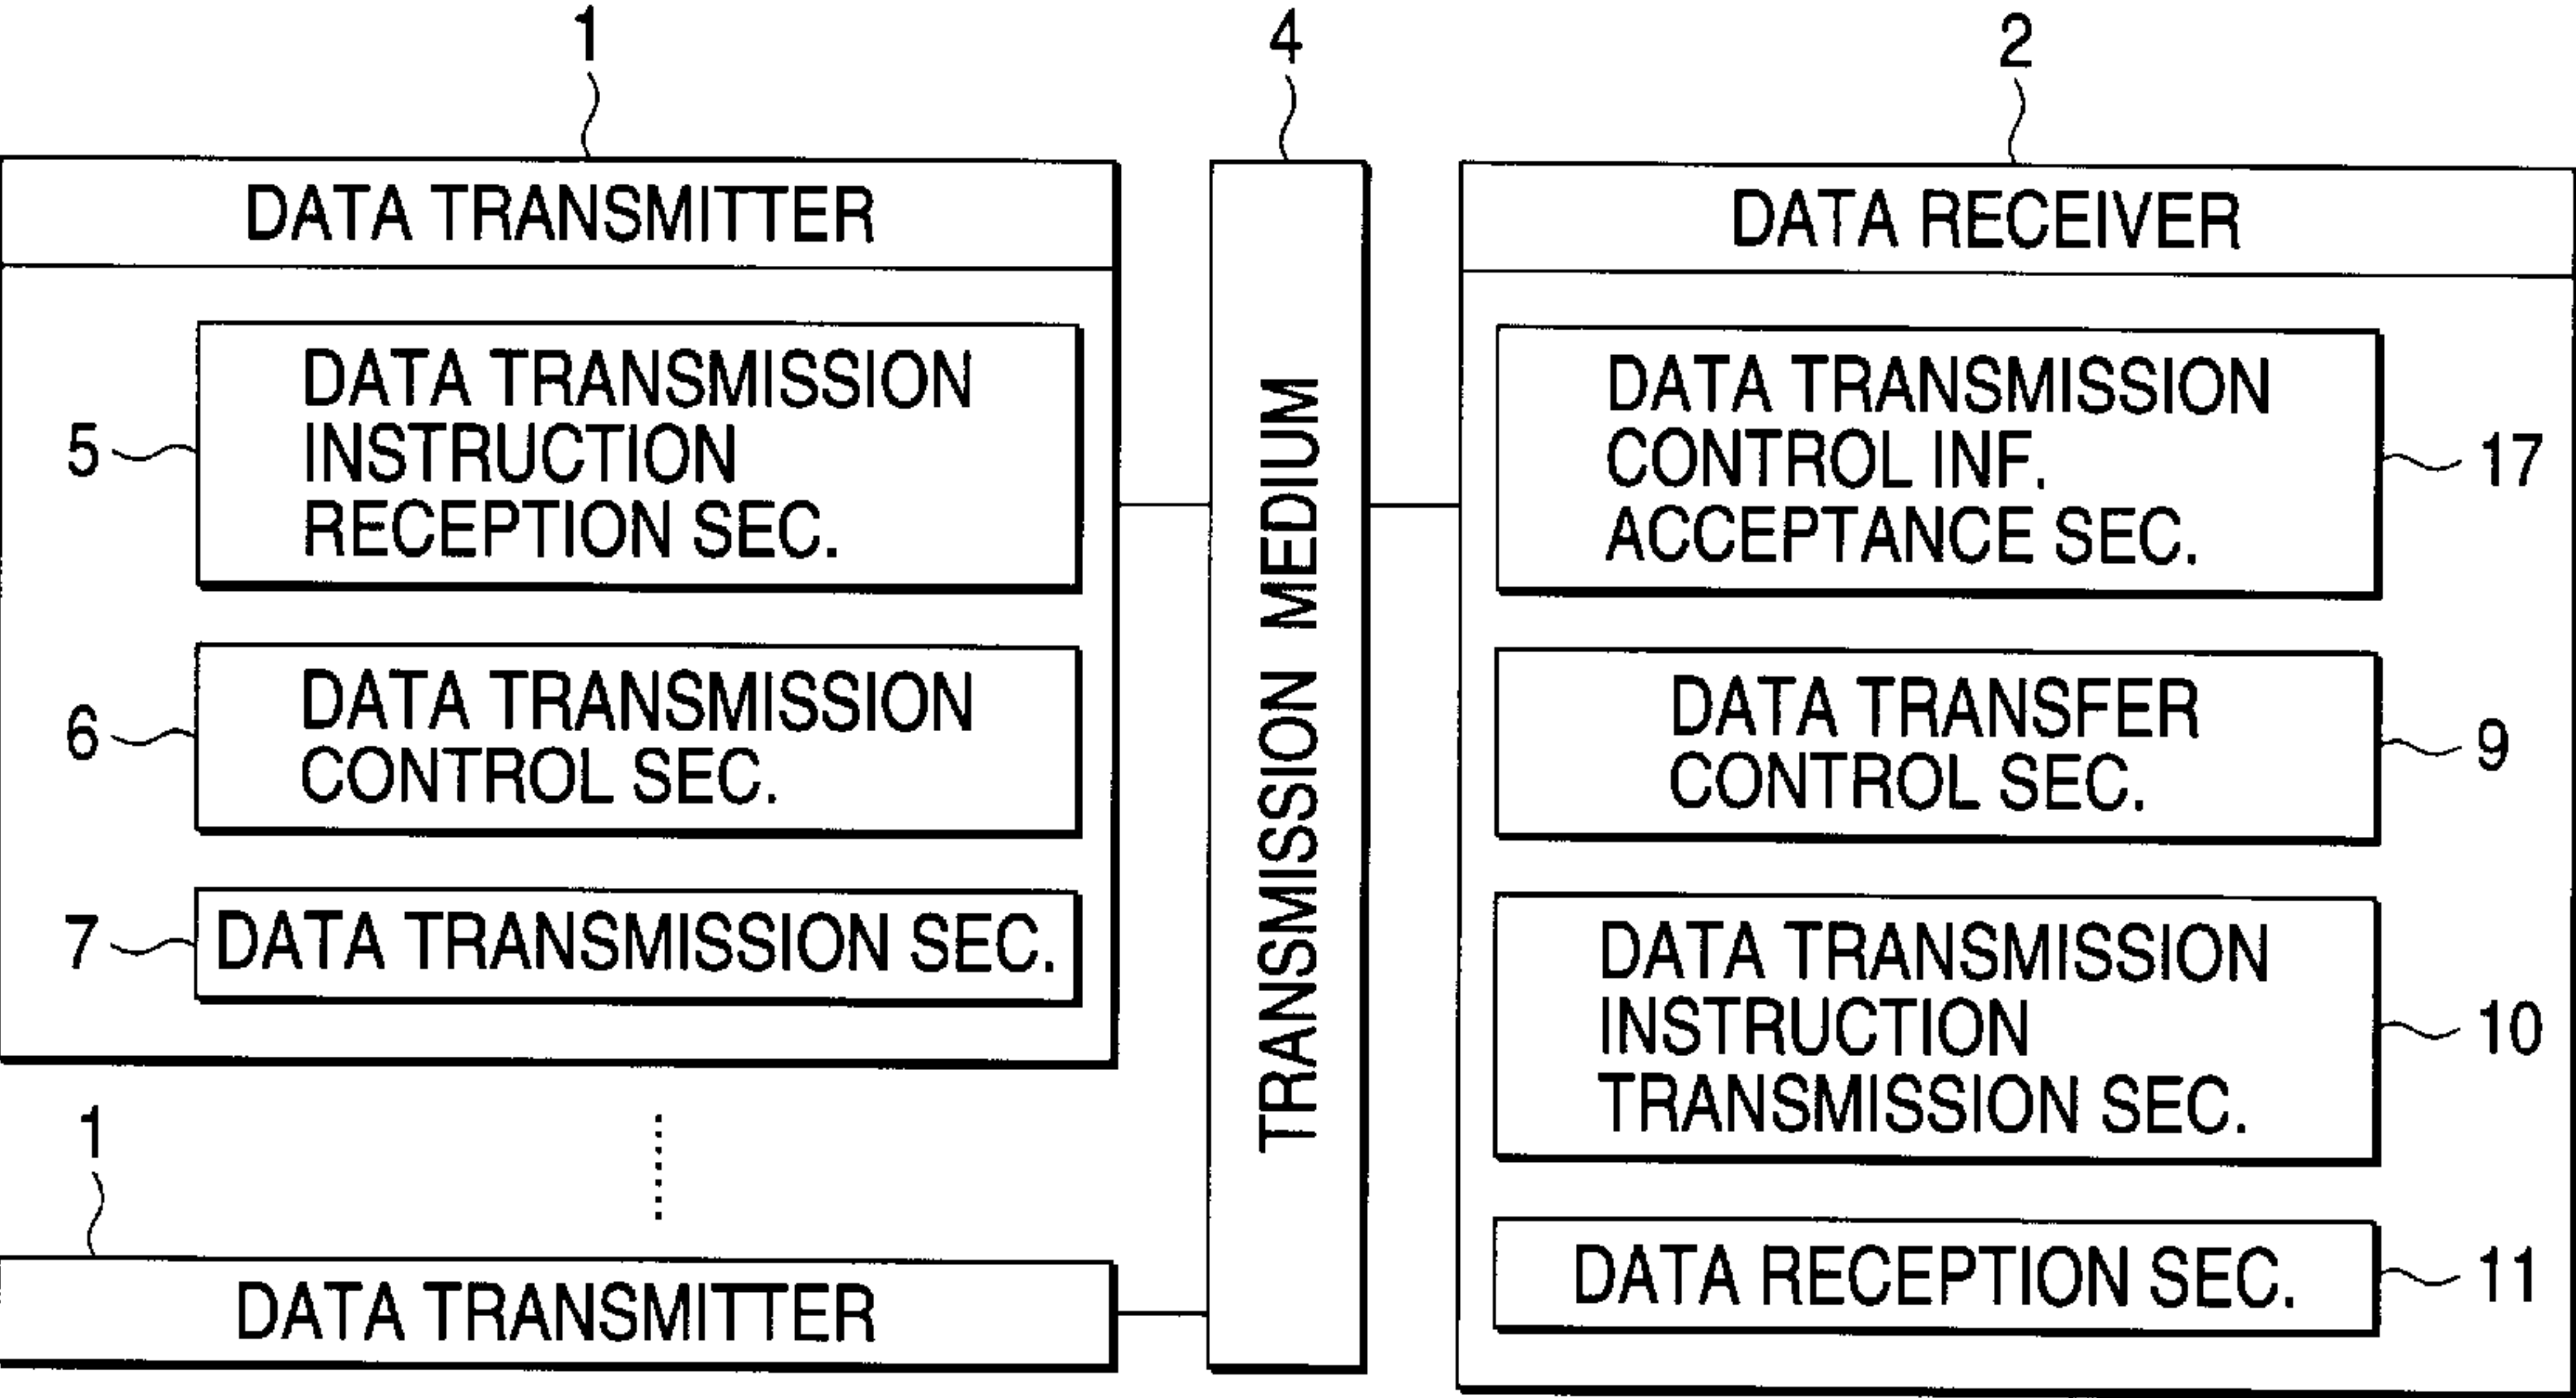 1
4
2
DATA TRANSMITTER
5
DATA TRANSMISSION
INSTRUCTION
RECEPTION SEC.
6
DATA TRANSMISSION
CONTROL SEC.
7
DATA TRANSMISSION SEC.
1
DATA TRANSMITTER
TRANSMISSION MEDIUM
DATA RECEIVER
DATA TRANSMISSION
CONTROL INF.
ACCEPTANCE SEC.
17
DATA TRANSFER
CONTROL SEC.
9
DATA TRANSMISSION
INSTRUCTION
TRANSMISSION SEC.
10
DATA RECEPTION SEC.
11